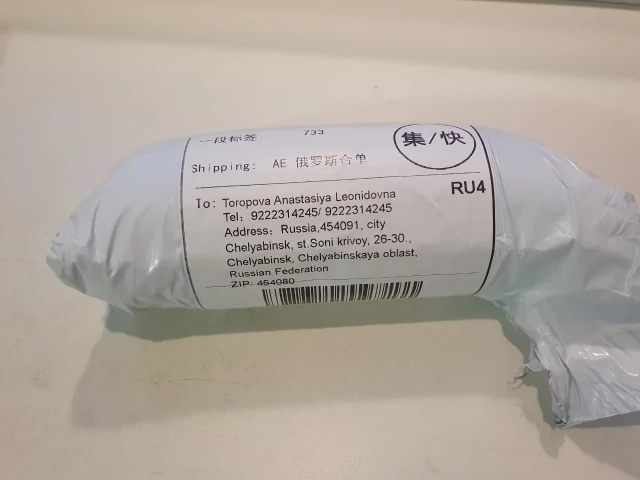 一段标签 733
集/快
Shipping: AE 俄罗斯合单
RU4
To: Toropova Anastasiya Leonidovna
Tel: 9222314245/ 9222314245
Address: Russia,454091, city
Chelyabinsk, st.Soni krivoy, 26-30.,
Chelyabinsk, Chelyabinskaya oblast,
Russian Federation
ZIP: 454080